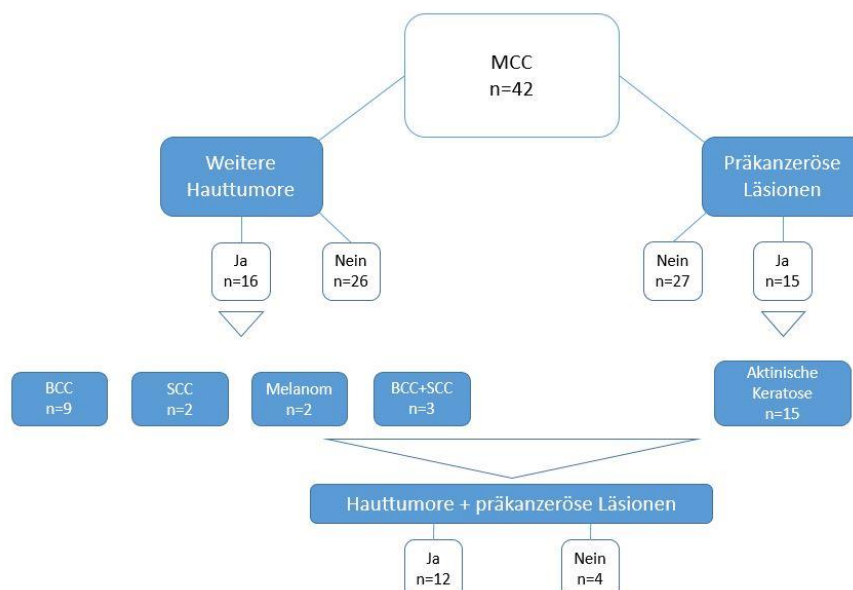 MCC
n=42
Weitere
Hauttumore
Präkanzeröse
Läsionen
Ja
n=16
Nein
n=26
Nein
n=27
Ja
n=15
BCC
n=9
SCC
n=2
Melanom
n=2
BCC+SCC
n=3
Aktinische
Keratose
n=15
Hauttumore + präkanzeröse Läsionen
Ja
n=12
Nein
n=4